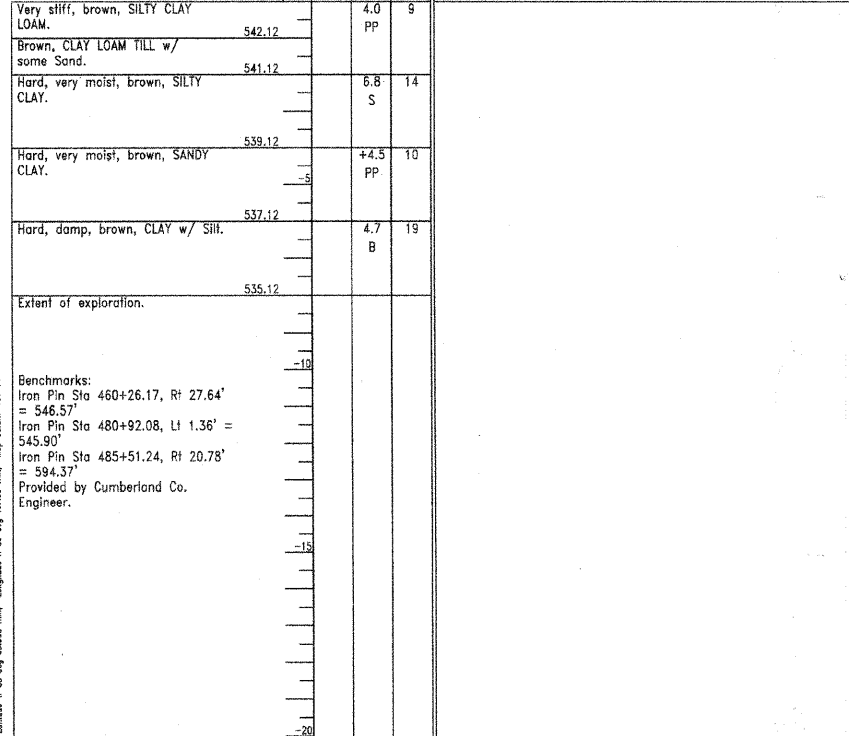 Very stiff, brown, SILTY CLAY 4.0 9
LOAM. 542.12 PP
Brown, CLAY LOAM TILL w/
some Sand. 541.12
Hard, very moist, brown, SILTY 6.8 14
CLAY. S
539.12
Hard, very moist, brown, SANDY +4.5 10
CLAY. -5 PP
537.12
Hard, damp, brown, CLAY w/ Silt. 4.7 19
B
535.12
Extent of exploration.
-10
Benchmarks:
Iron Pin Sta 460+26.17, Rt 27.64'
= 546.57'
Iron Pin Sta 480+92.08, Lt 1.36' =
545.90'
Iron Pin Sta 485+51.24, Rt 20.78'
= 594.37'
Provided by Cumberland Co.
Engineer.
-15
-20